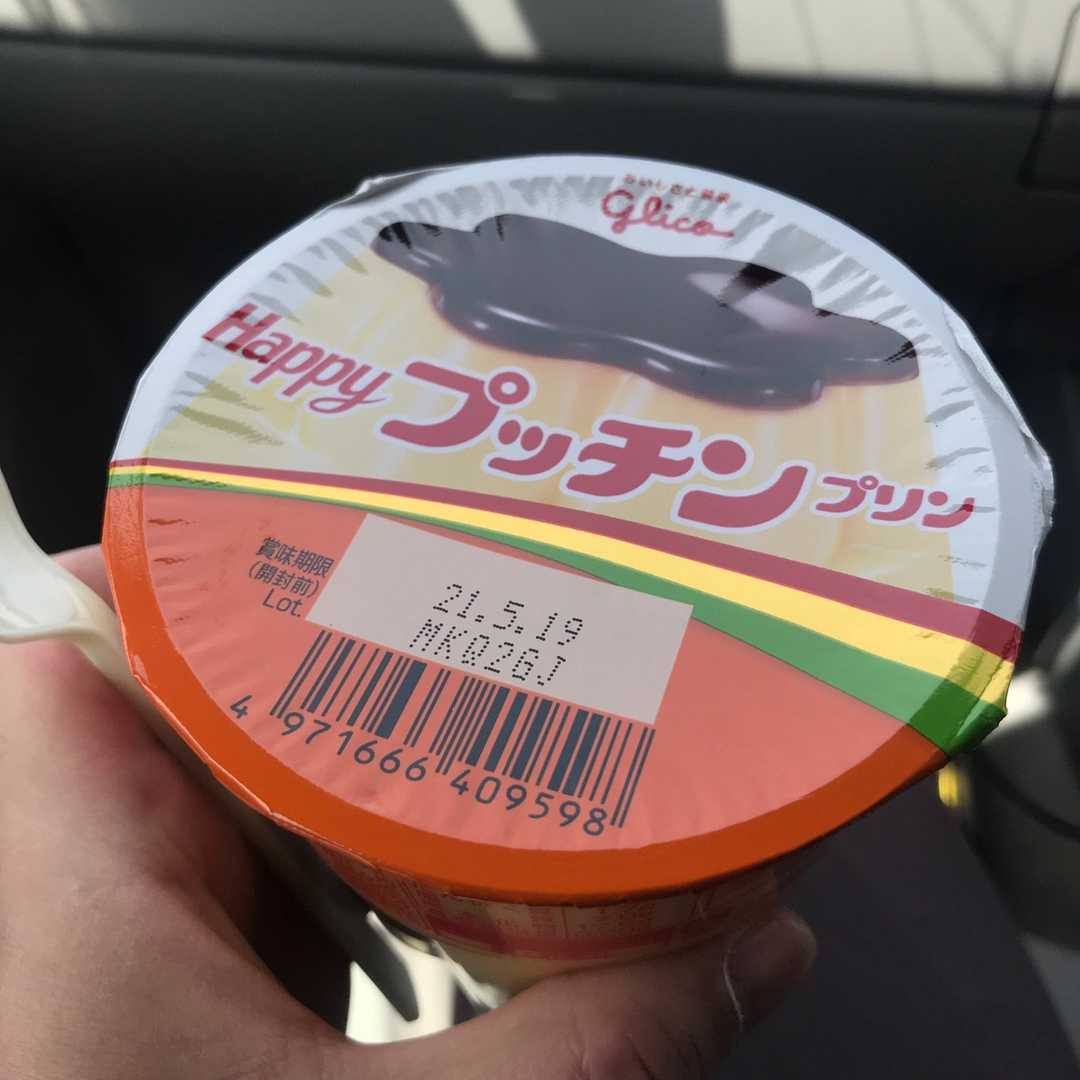 おいしさと健康
Glico
Happy プッチンプリン
賞味期限
(開封前)
Lot.
21.5.19
MKQ2GJ
4 971666 409598